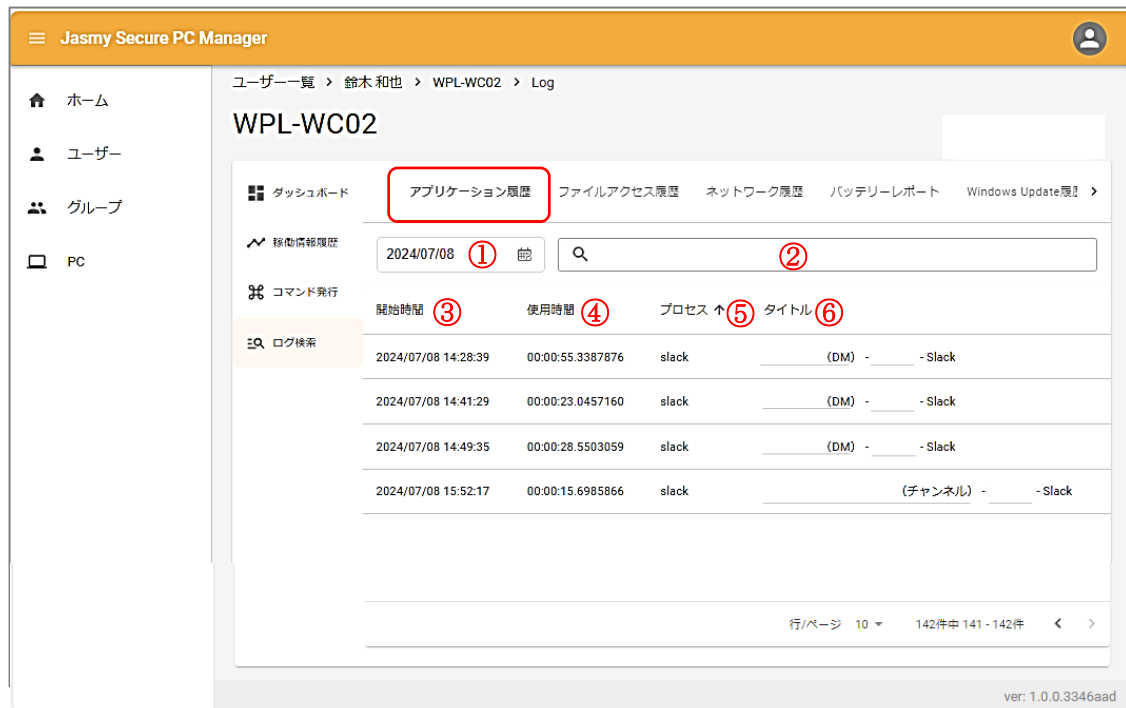 Jasmy Secure PC Manager
ホーム
ユーザー
グループ
PC
ユーザー一覧 > 鈴木 和也 > WPL-WC02 > Log
WPL-WC02
ダッシュボード
稼働情報履歴
コマンド発行
ログ検索
アプリケーション履歴 ファイルアクセス履歴 ネットワーク履歴 バッテリーレポート Windows Update履歴
2024/07/08 ① ②
開始時間 ③ 使用時間 ④ プロセス ↑ ⑤ タイトル ⑥
2024/07/08 14:28:39 00:00:55.3387876 slack (DM) - - Slack
2024/07/08 14:41:29 00:00:23.0457160 slack (DM) - - Slack
2024/07/08 14:49:35 00:00:28.5503059 slack (DM) - - Slack
2024/07/08 15:52:17 00:00:15.6985866 slack (チャンネル) - - Slack
行/ページ 10 142件中 141 - 142件
ver: 1.0.0.3346aad